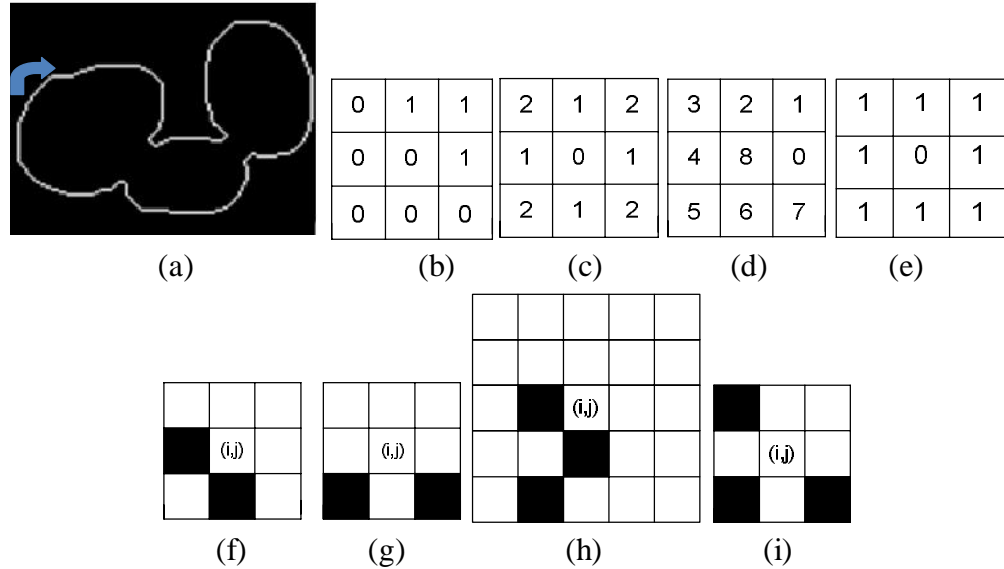 0 1 1 2 1 2 3 2 1 1 1 1
0 0 1 1 0 1 4 8 0 1 0 1
0 0 0 2 1 2 5 6 7 1 1 1
(a) (b) (c) (d) (e)
(i,j) (i,j) (i,j) (i,j)
(f) (g) (h) (i)